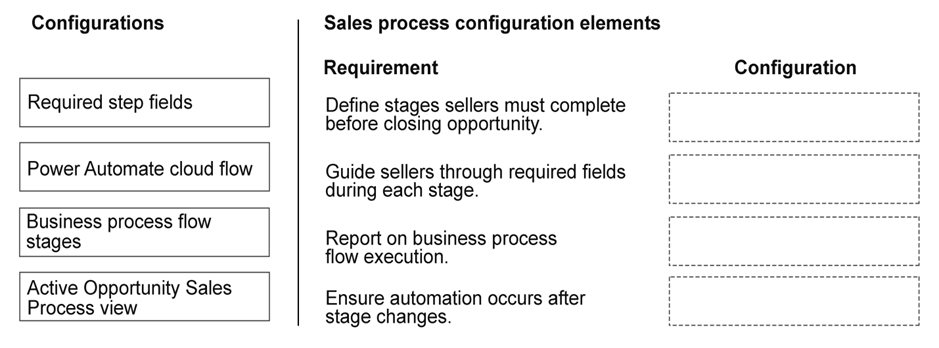 Configurations
Required step fields
Power Automate cloud flow
Business process flow
stages
Active Opportunity Sales
Process view
Sales process configuration elements
Requirement
Configuration
Define stages sellers must complete
before closing opportunity.
Guide sellers through required fields
during each stage.
Report on business process
flow execution.
Ensure automation occurs after
stage changes.